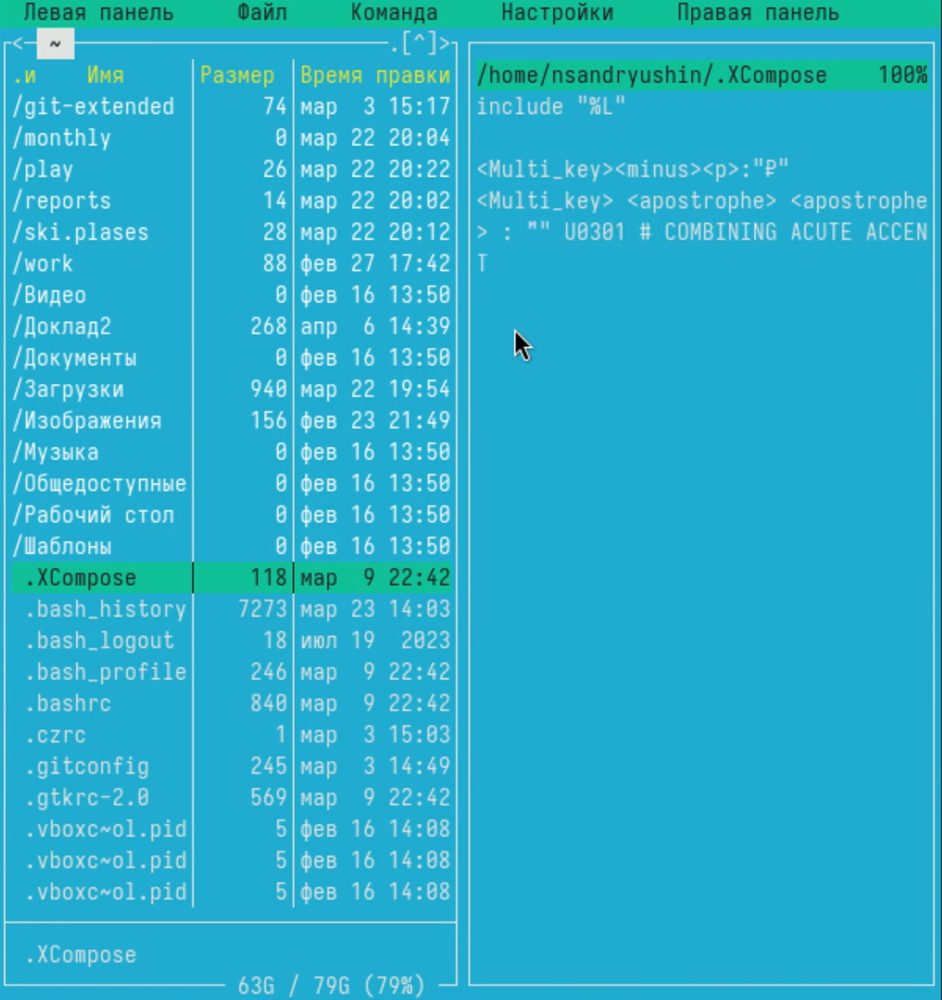 Левая панель Файл Команда Настройки Правая панель
<- ~ .[^]>
.и Имя Размер Время правки
/git-extended 74 мар 3 15:17
/monthly 0 мар 22 20:04
/play 26 мар 22 20:22
/reports 14 мар 22 20:02
/ski.plases 28 мар 22 20:12
/work 88 фев 27 17:42
/Видео 0 фев 16 13:50
/Доклад2 268 апр 6 14:39
/Документы 0 фев 16 13:50
/Загрузки 940 мар 22 19:54
/Изображения 156 фев 23 21:49
/Музыка 0 фев 16 13:50
/Общедоступные 0 фев 16 13:50
/Рабочий стол 0 фев 16 13:50
/Шаблоны 0 фев 16 13:50
.XCompose 118 мар 9 22:42
.bash_history 7273 мар 23 14:03
.bash_logout 18 июл 19 2023
.bash_profile 246 мар 9 22:42
.bashrc 840 мар 9 22:42
.czrc 1 мар 3 15:03
.gitconfig 245 мар 3 14:49
.gtkrc-2.0 569 мар 9 22:42
.vboxc~ol.pid 5 фев 16 14:08
.vboxc~ol.pid 5 фев 16 14:08
.vboxc~ol.pid 5 фев 16 14:08
.XCompose
63G / 79G (79%)
/home/nsandryushin/.XCompose 100%
include "%L"
<Multi_key><minus><p>:"₽"
<Multi_key> <apostrophe> <apostrophe
> : "́" U0301 # COMBINING ACUTE ACCEN
T